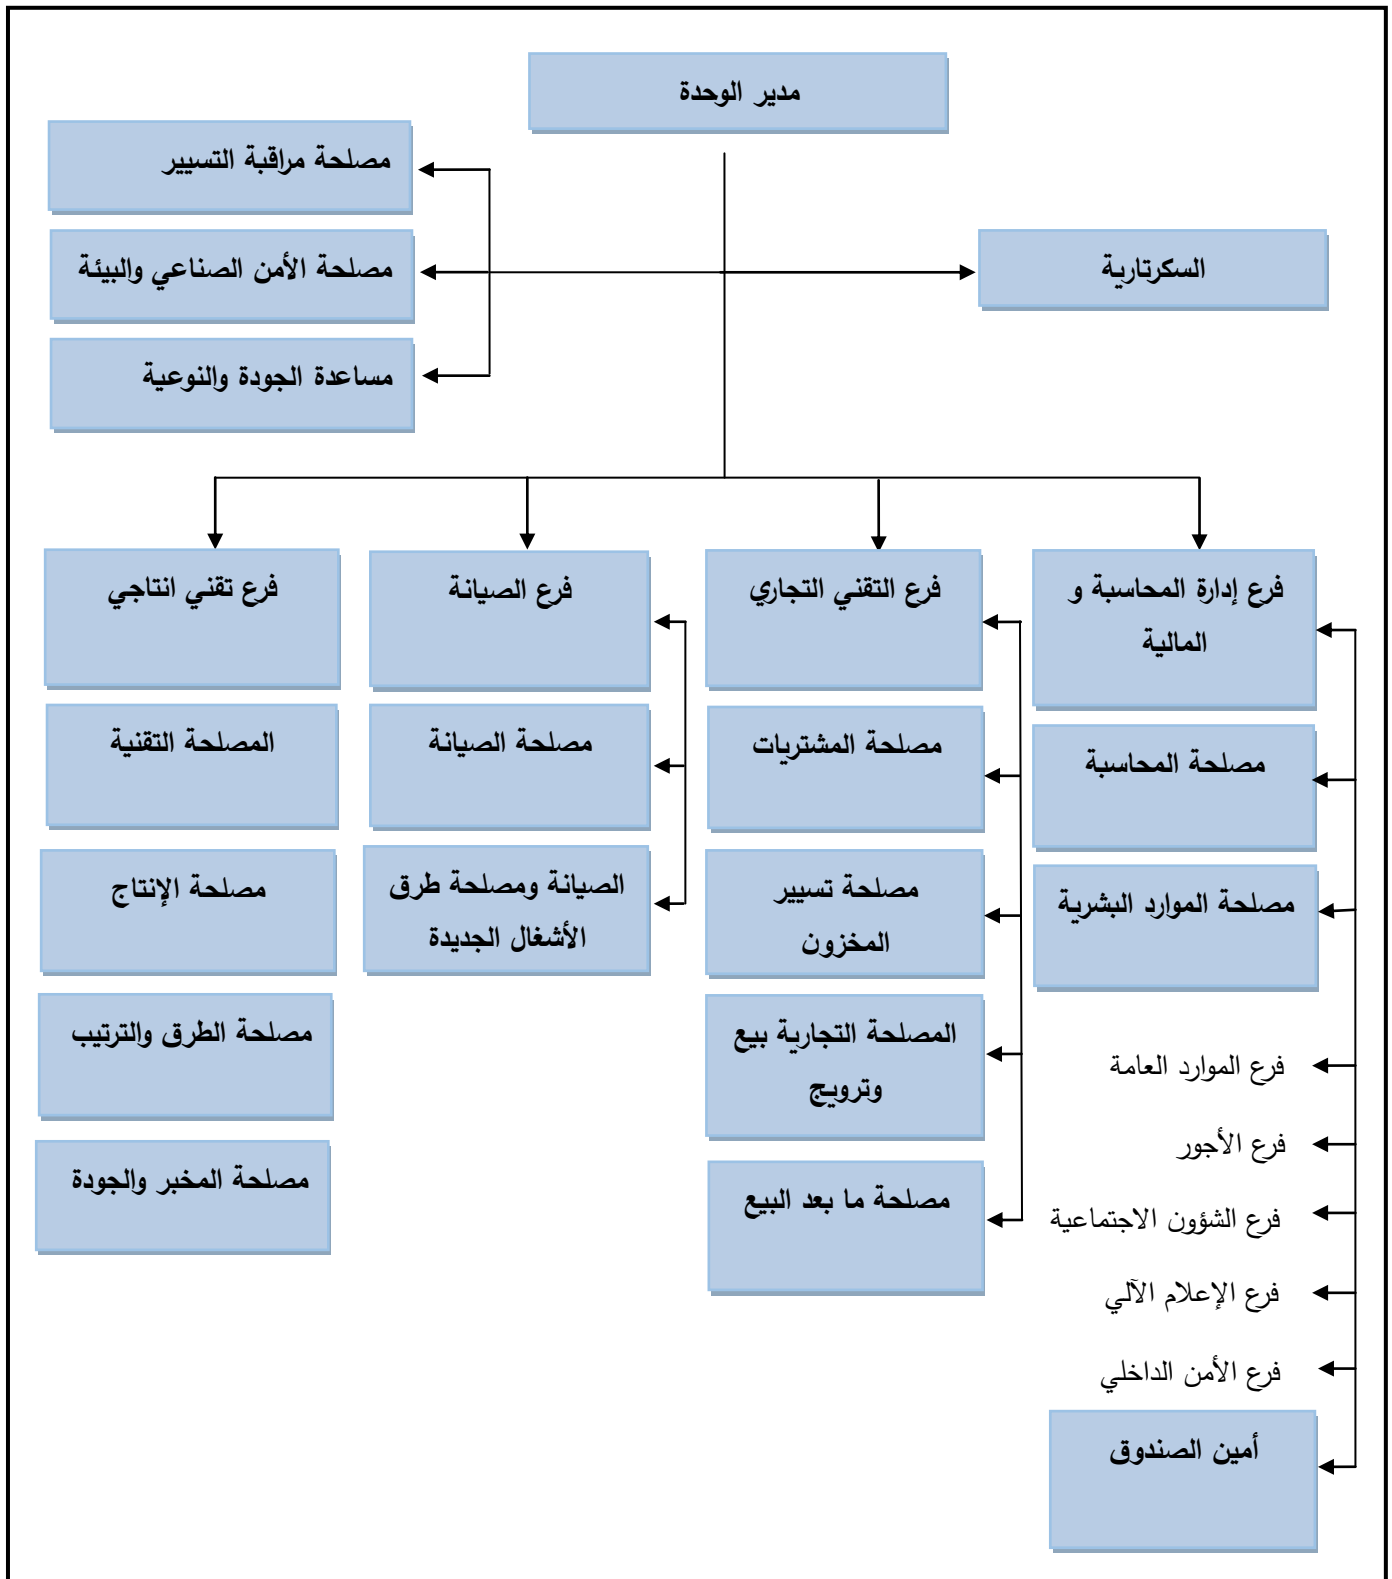 مدير الوحدة
مصلحة مراقبة التسيير
مصلحة الأمن الصناعي والبيئة
السكرتارية
مساعدة الجودة والنوعية
فرع إدارة المحاسبة و
المالية
مصلحة المحاسبة
مصلحة الموارد البشرية
فرع الموارد العامة
فرع الأجور
فرع الشؤون الاجتماعية
فرع الإعلام الآلي
فرع الأمن الداخلي
أمين الصندوق
فرع التقني التجاري
مصلحة المشتريات
مصلحة تسيير
المخزون
المصلحة التجارية بيع
وترويج
مصلحة ما بعد البيع
فرع الصيانة
مصلحة الصيانة
الصيانة ومصلحة طرق
الأشغال الجديدة
فرع تقني انتاجي
المصلحة التقنية
مصلحة الإنتاج
مصلحة الطرق والترتيب
مصلحة المخبر والجودة